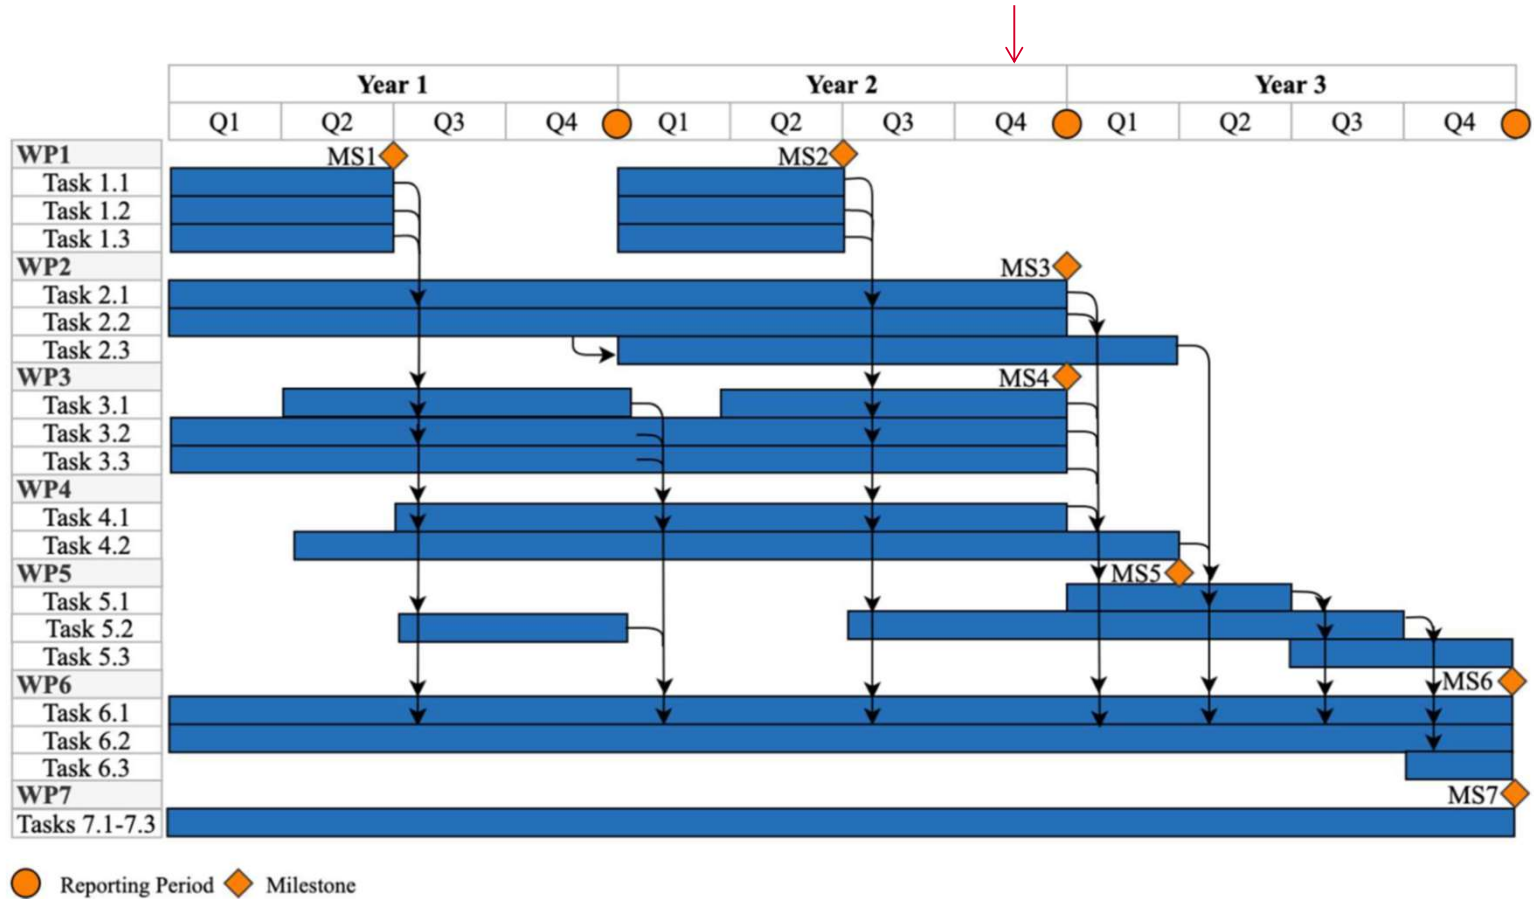 Year 1 Year 2 Year 3
Q1 Q2 Q3 Q4 Q1 Q2 Q3 Q4 Q1 Q2 Q3 Q4
WP1 MS1 MS2
Task 1.1
Task 1.2
Task 1.3
WP2 MS3
Task 2.1
Task 2.2
Task 2.3
WP3 MS4
Task 3.1
Task 3.2
Task 3.3
WP4
Task 4.1
Task 4.2
WP5 MS5
Task 5.1
Task 5.2
Task 5.3
WP6 MS6
Task 6.1
Task 6.2
Task 6.3
WP7 MS7
Tasks 7.1-7.3
Reporting Period Milestone